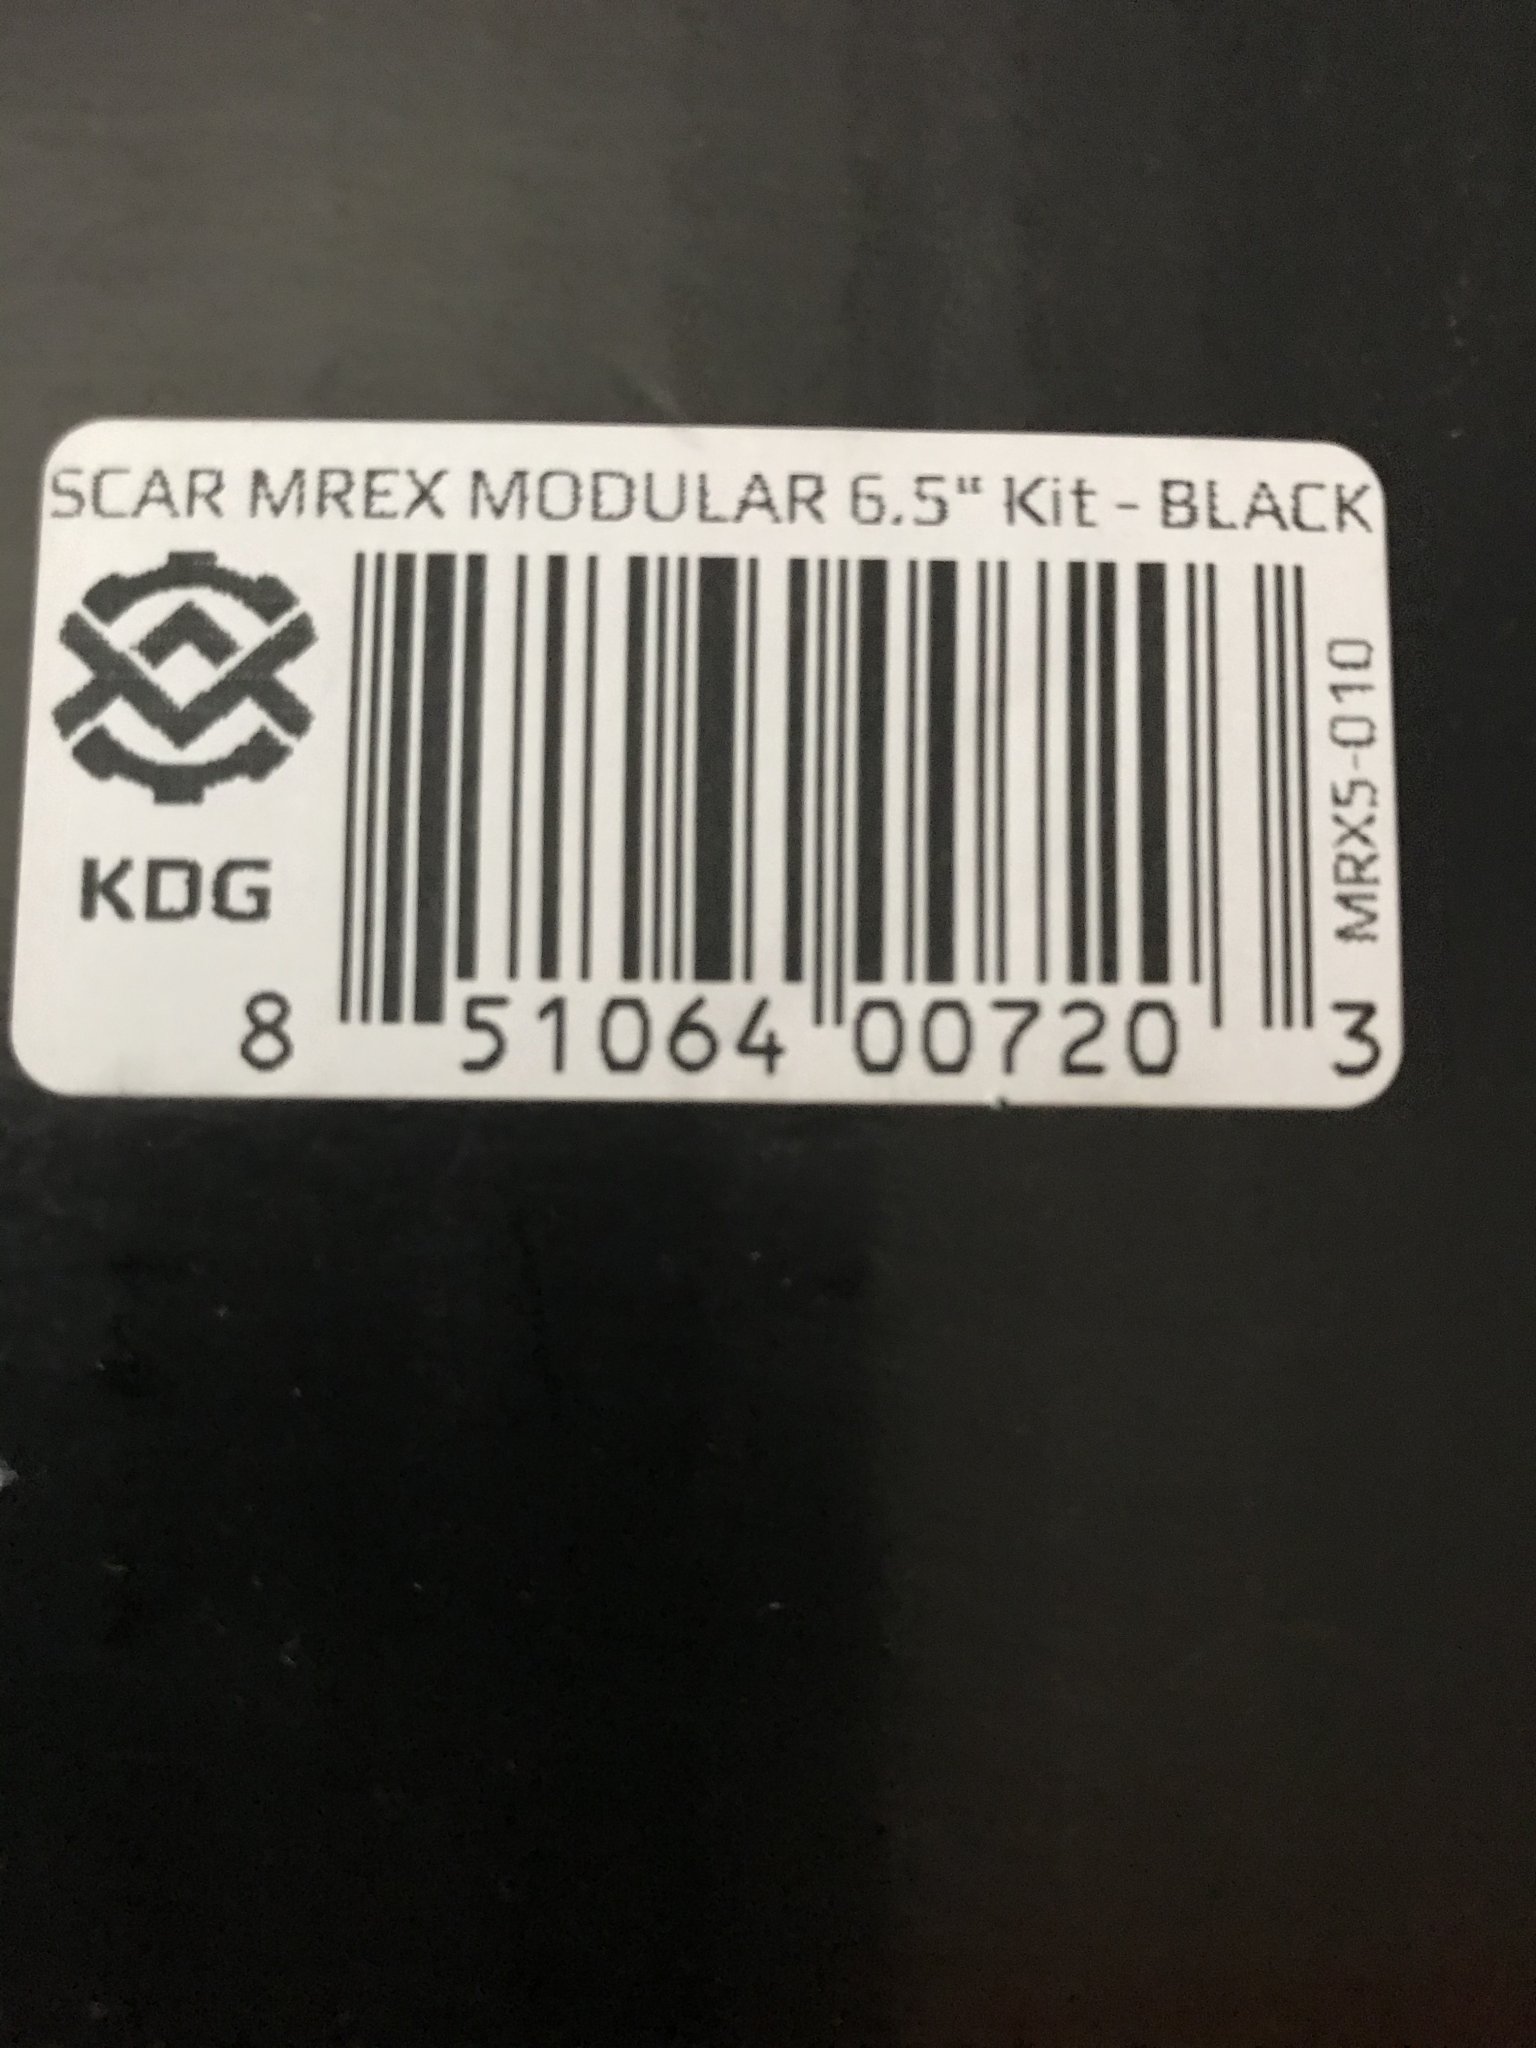 SCAR MREX MODULAR 6.5" Kit - BLACK
KDG
MRX5-010
8 51064 00720 3